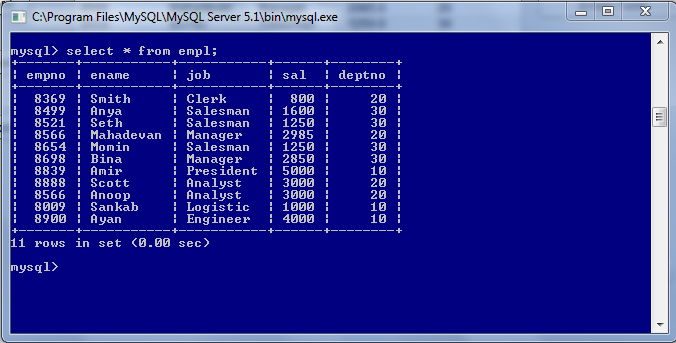 C:\Program Files\MySQL\MySQL Server 5.1\bin\mysql.exe
mysql> select * from empl;
+-------+-----------+-----------+------+--------+
| empno | ename     | job       | sal  | deptno |
+-------+-----------+-----------+------+--------+
|  8369 | Smith     | Clerk     |  800 |     20 |
|  8499 | Anya      | Salesman  | 1600 |     30 |
|  8521 | Seth      | Salesman  | 1250 |     30 |
|  8566 | Mahadevan | Manager   | 2985 |     20 |
|  8654 | Momin     | Salesman  | 1250 |     30 |
|  8698 | Bina      | Manager   | 2850 |     30 |
|  8839 | Amir      | President | 5000 |     10 |
|  8888 | Scott     | Analyst   | 3000 |     20 |
|  8566 | Anoop     | Analyst   | 3000 |     20 |
|  8009 | Sankab    | Logistic  | 1000 |     10 |
|  8900 | Ayan      | Engineer  | 4000 |     10 |
+-------+-----------+-----------+------+--------+
11 rows in set (0.00 sec)
mysql>